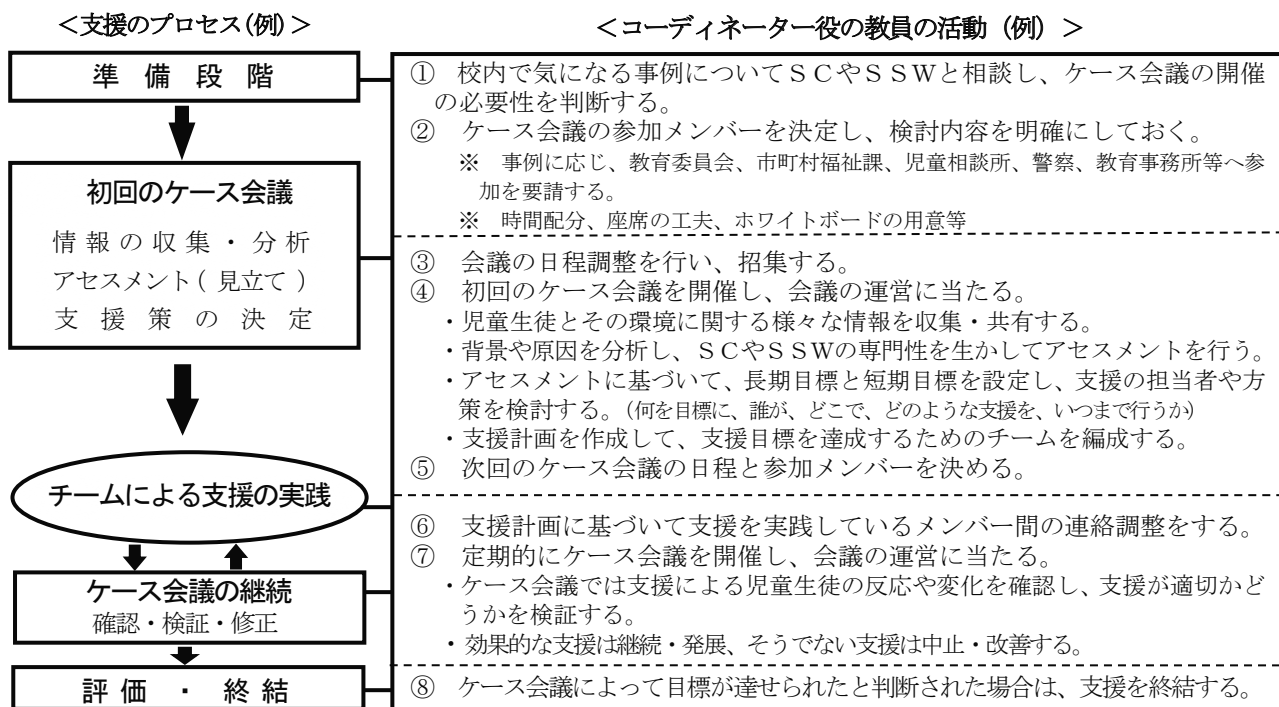 ＜支援のプロセス（例）＞
準備段階
初回のケース会議
情報の収集・分析
アセスメント（見立て）
支援策の決定
チームによる支援の実践
ケース会議の継続
確認・検証・修正
評価・終結
＜コーディネーター役の教員の活動（例）＞
① 校内で気になる事例についてＳＣやＳＳＷと相談し、ケース会議の開催
の必要性を判断する。
② ケース会議の参加メンバーを決定し、検討内容を明確にしておく。
※ 事例に応じ、教育委員会、市町村福祉課、児童相談所、警察、教育事務所等へ参
加を要請する。
※ 時間配分、座席の工夫、ホワイトボードの用意等
③ 会議の日程調整を行い、招集する。
④ 初回のケース会議を開催し、会議の運営に当たる。
・児童生徒とその環境に関する様々な情報を収集・共有する。
・背景や原因を分析し、ＳＣやＳＳＷの専門性を生かしてアセスメントを行う。
・アセスメントに基づいて、長期目標と短期目標を設定し、支援の担当者や方
策を検討する。（何を目標に、誰が、どこで、どのような支援を、いつまで行うか）
・支援計画を作成して、支援目標を達成するためのチームを編成する。
⑤ 次回のケース会議の日程と参加メンバーを決める。
⑥ 支援計画に基づいて支援を実践しているメンバー間の連絡調整をする。
⑦ 定期的にケース会議を開催し、会議の運営に当たる。
・ケース会議では支援による児童生徒の反応や変化を確認し、支援が適切かど
うかを検証する。
・効果的な支援は継続・発展、そうでない支援は中止・改善する。
⑧ ケース会議によって目標が達せられたと判断された場合は、支援を終結する。